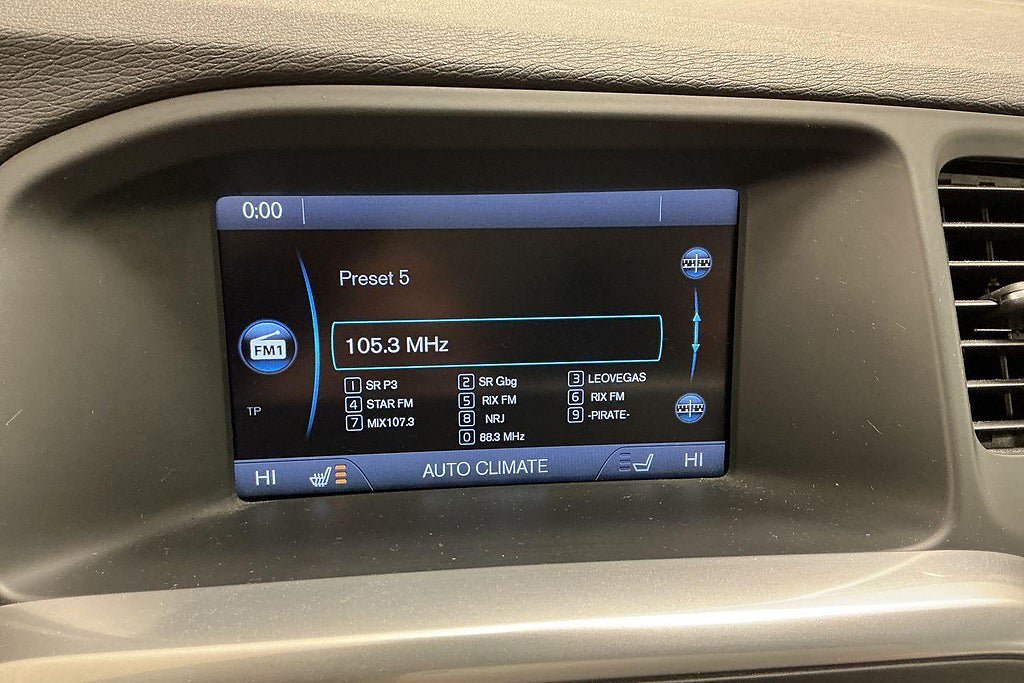 0:00
Preset 5
FM1
105.3 MHz
1 SR P3 2 SR Gbg 3 LEOVEGAS
4 STAR FM 5 RIX FM 6 RIX FM
TP 7 MIX107.3 8 NRJ 9 -PIRATE-
0 88.3 MHz
HI AUTO CLIMATE HI